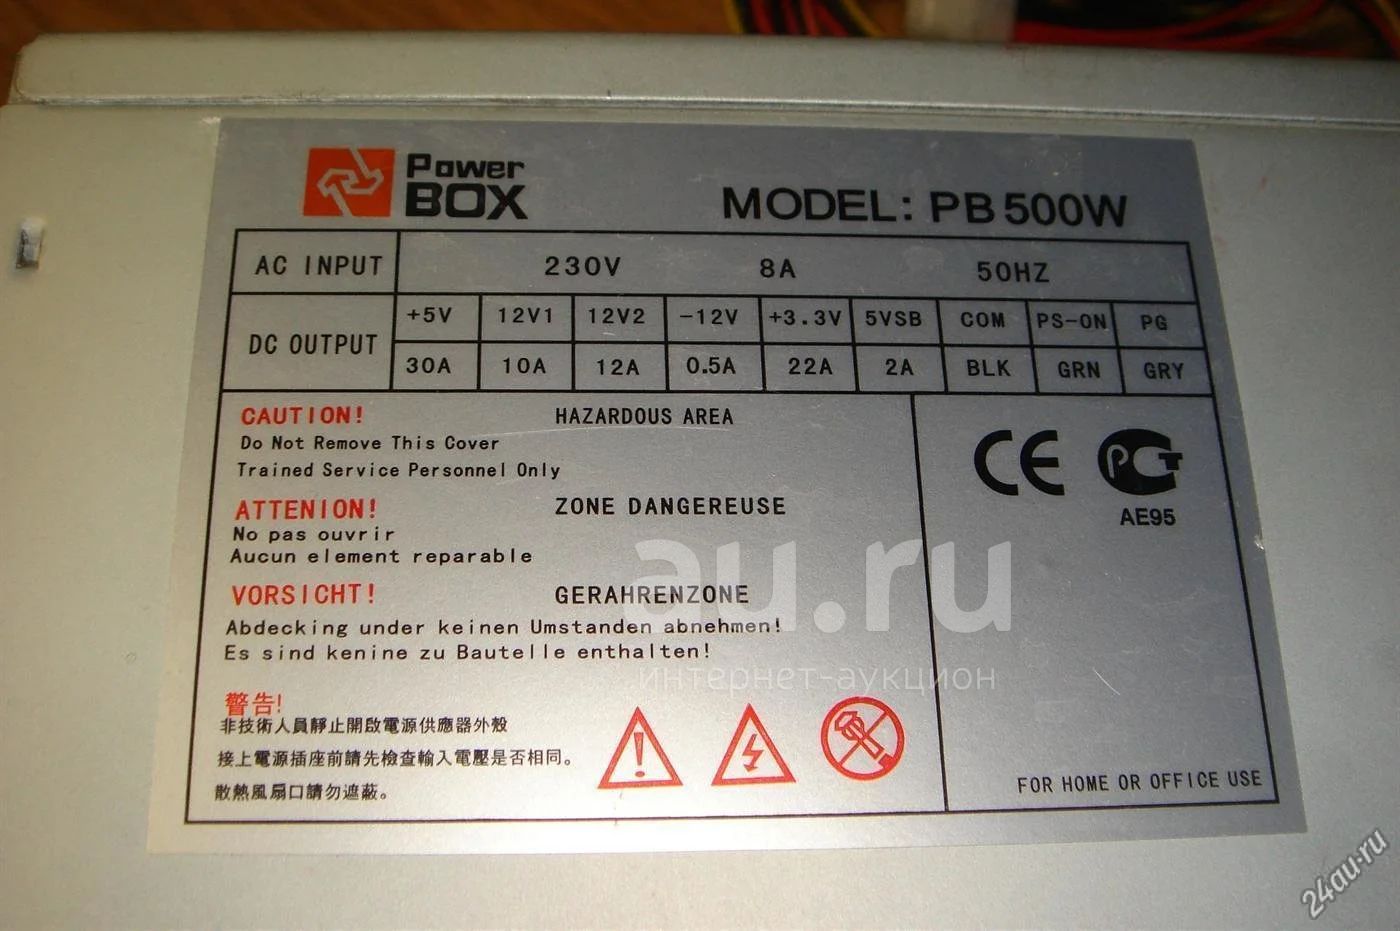 Power
BOX
MODEL: PB500W
AC INPUT 230V 8A 50HZ
DC OUTPUT
+5V 12V1 12V2 -12V +3.3V 5VSB COM PS-ON PG
30A 10A 12A 0.5A 22A 2A BLK GRN GRY
CAUTION! HAZARDOUS AREA
Do Not Remove This Cover
Trained Service Personnel Only
ATTENION! ZONE DANGEREUSE
No pas ouvrir
Aucun element reparable
VORSICHT! GERAHRENZONE
Abdecking under keinen Umstanden abnehmen!
Es sind kenine zu Bautelle enthalten!
警告!
非技術人員靜止開啟電源供應器外殼
接上電源插座前請先檢查輸入電壓是否相同。
散熱風扇口請勿遮蔽。
CE PCT
AE95
FOR HOME OR OFFICE USE
au.ru
интернет-аукцион
24au.ru